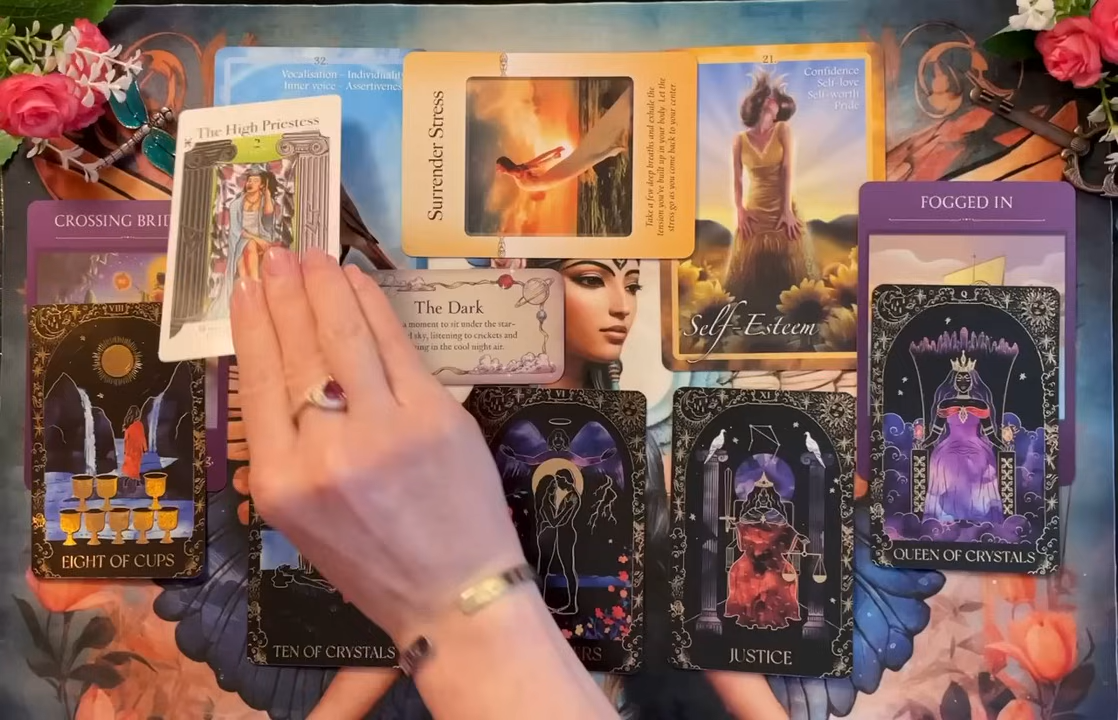 32.
Vocalisation - Individuality
Inner voice - Assertiveness
The High Priestess
2
CROSSING
Surrender Stress
Take a few deep breaths and exhale the
tension you've built up in your body. Let the
stress go as you come back to your center.
21.
Confidence
Self-love
Self-worth
Pride
Self-Esteem
FOGGED IN
The Dark
a moment to sit under the star-
sky, listening to crickets and
in the cool night air.
VIII
EIGHT OF CUPS
TEN OF CRYSTALS
VI
ERS
XI
JUSTICE
Q
QUEEN OF CRYSTALS